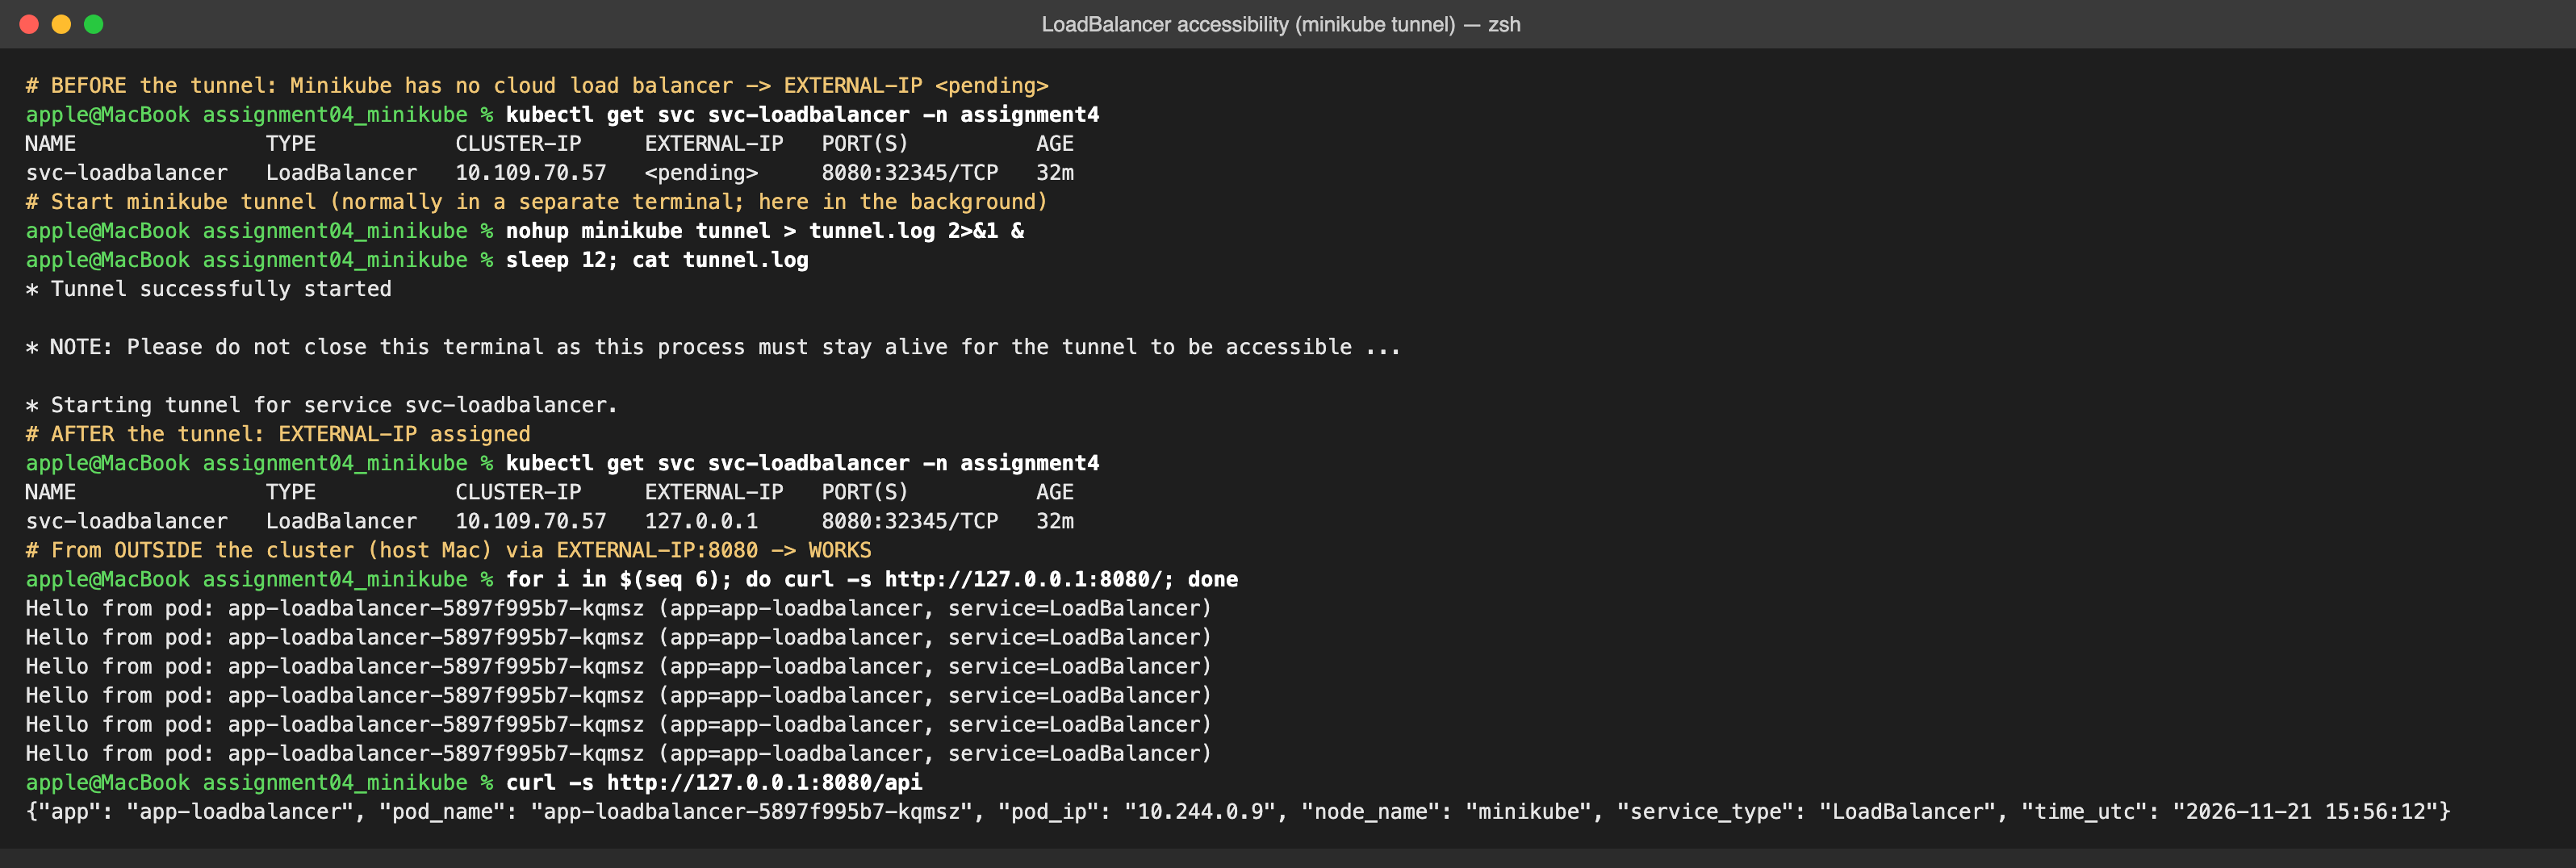 LoadBalancer accessibility (minikube tunnel) — zsh
# BEFORE the tunnel: Minikube has no cloud load balancer -> EXTERNAL-IP <pending>
apple@MacBook assignment04_minikube % kubectl get svc svc-loadbalancer -n assignment4
NAME               TYPE           CLUSTER-IP     EXTERNAL-IP   PORT(S)          AGE
svc-loadbalancer   LoadBalancer   10.109.70.57   <pending>     8080:32345/TCP   32m
# Start minikube tunnel (normally in a separate terminal; here in the background)
apple@MacBook assignment04_minikube % nohup minikube tunnel > tunnel.log 2>&1 &
apple@MacBook assignment04_minikube % sleep 12; cat tunnel.log
* Tunnel successfully started
* NOTE: Please do not close this terminal as this process must stay alive for the tunnel to be accessible ...
* Starting tunnel for service svc-loadbalancer.
# AFTER the tunnel: EXTERNAL-IP assigned
apple@MacBook assignment04_minikube % kubectl get svc svc-loadbalancer -n assignment4
NAME               TYPE           CLUSTER-IP     EXTERNAL-IP   PORT(S)          AGE
svc-loadbalancer   LoadBalancer   10.109.70.57   127.0.0.1     8080:32345/TCP   32m
# From OUTSIDE the cluster (host Mac) via EXTERNAL-IP:8080 -> WORKS
apple@MacBook assignment04_minikube % for i in $(seq 6); do curl -s http://127.0.0.1:8080/; done
Hello from pod: app-loadbalancer-5897f995b7-kqmsz (app=app-loadbalancer, service=LoadBalancer)
Hello from pod: app-loadbalancer-5897f995b7-kqmsz (app=app-loadbalancer, service=LoadBalancer)
Hello from pod: app-loadbalancer-5897f995b7-kqmsz (app=app-loadbalancer, service=LoadBalancer)
Hello from pod: app-loadbalancer-5897f995b7-kqmsz (app=app-loadbalancer, service=LoadBalancer)
Hello from pod: app-loadbalancer-5897f995b7-kqmsz (app=app-loadbalancer, service=LoadBalancer)
Hello from pod: app-loadbalancer-5897f995b7-kqmsz (app=app-loadbalancer, service=LoadBalancer)
apple@MacBook assignment04_minikube % curl -s http://127.0.0.1:8080/api
{"app": "app-loadbalancer", "pod_name": "app-loadbalancer-5897f995b7-kqmsz", "pod_ip": "10.244.0.9", "node_name": "minikube", "service_type": "LoadBalancer", "time_utc": "2026-11-21 15:56:12"}